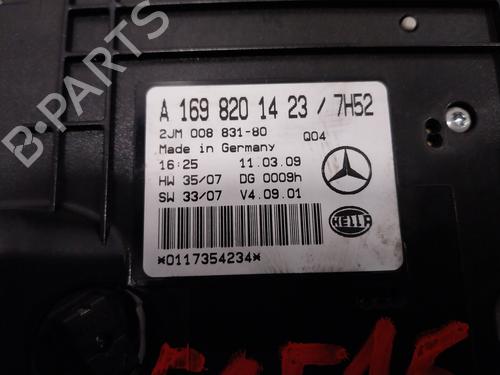 A 169 820 14 23 / 7H52
2JM 008 831-80 Q04
Made in Germany
16:25 11.03.09
HW 35/07 DG 0009h
SW 33/07 V4.09.01
HELLA
*0117354234*